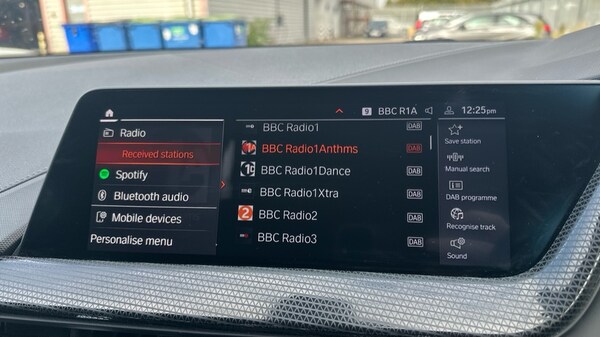 9 BBC R1A 12:25pm
Radio
Received stations
Spotify
Bluetooth audio
Mobile devices
Personalise menu
BBC Radio1 DAB
BBC Radio1Anthms DAB
BBC Radio1Dance DAB
BBC Radio1Xtra DAB
BBC Radio2 DAB
BBC Radio3 DAB
Save station
Manual search
DAB programme
Recognise track
Sound